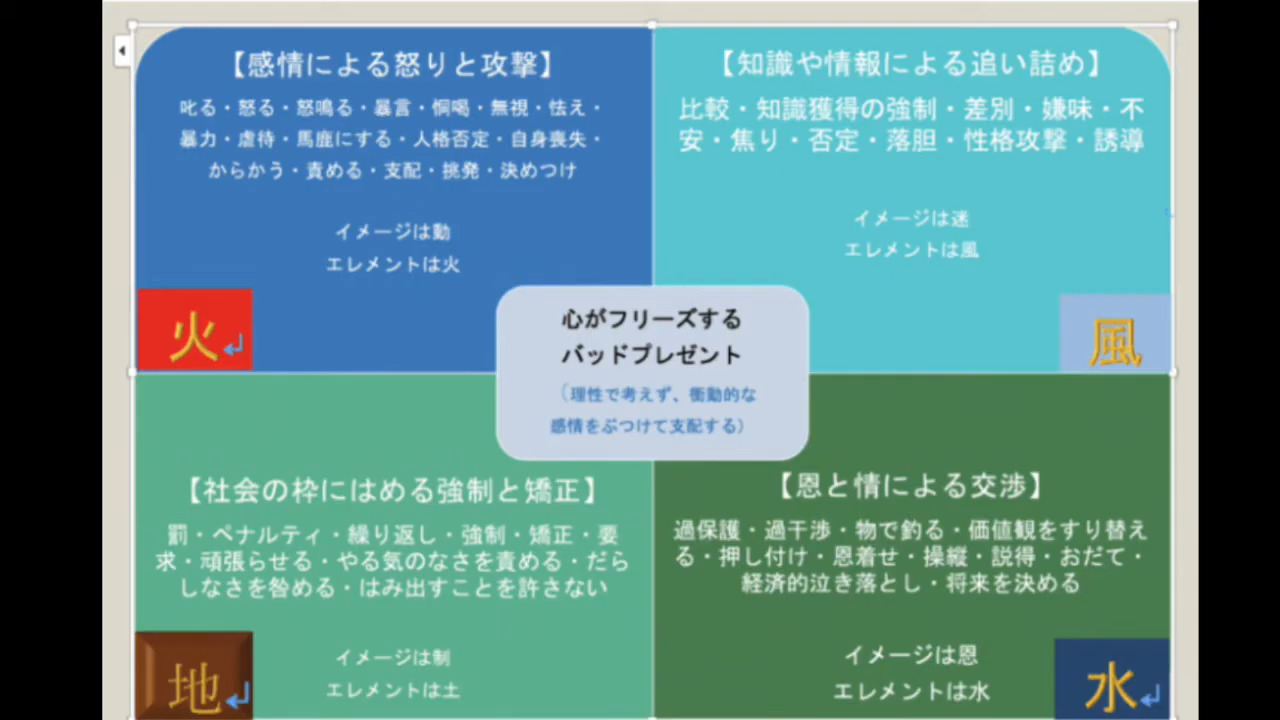 【感情による怒りと攻撃】
叱る・怒る・怒鳴る・暴言・恫喝・無視・怯え・
暴力・虐待・馬鹿にする・人格否定・自身喪失・
からかう・責める・支配・挑発・決めつけ
イメージは動
エレメントは火
火
【知識や情報による追い詰め】
比較・知識獲得の強制・差別・嫌味・不
安・焦り・否定・落胆・性格攻撃・誘導
イメージは迷
エレメントは風
風
心がフリーズする
バッドプレゼント
（理性で考えず、衝動的な
感情をぶつけて支配する）
【社会の枠にはめる強制と矯正】
罰・ペナルティ・繰り返し・強制・矯正・要
求・頑張らせる・やる気のなさを責める・だら
しなさを咎める・はみ出すことを許さない
イメージは制
エレメントは土
地
【恩と情による交渉】
過保護・過干渉・物で釣る・価値観をすり替え
る・押し付け・恩着せ・操縦・説得・おだて・
経済的泣き落とし・将来を決める
イメージは恩
エレメントは水
水